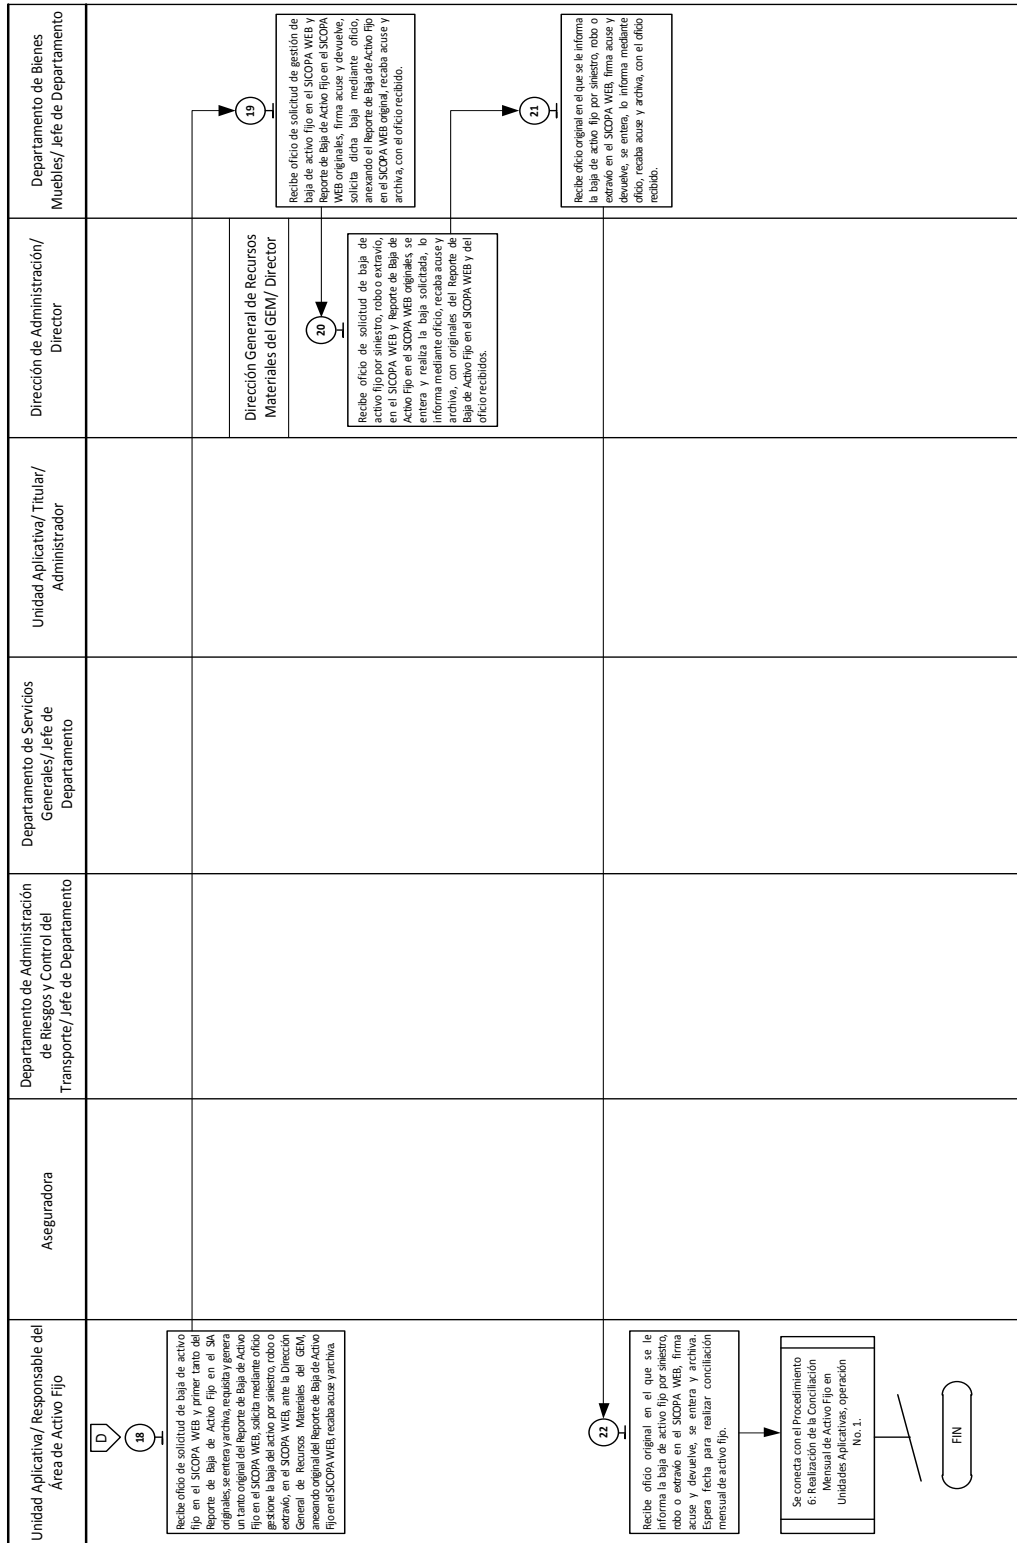 Unidad Aplicativa/ Responsable del
Área de Activo Fijo
Aseguradora
Departamento de Administración
de Riesgos y Control del
Transporte/ Jefe de Departamento
Departamento de Servicios
Generales/ Jefe de
Departamento
Unidad Aplicativa/ Titular/
Administrador
Dirección de Administración/
Director
Departamento de Bienes
Muebles/ Jefe de Departamento
D
18
Recibe oficio de solicitud de baja de activo
fijo en el SICOPA WEB y primer tanto del
Reporte de Baja de Activo Fijo en el SIA
originales, se entera y archiva, requisita y genera
un tanto original del Reporte de Baja de Activo
Fijo en el SICOPA WEB, solicita mediante oficio
gestione la baja del activo por siniestro, robo o
extravío, en el SICOPA WEB, ante la Dirección
General de Recursos Materiales del GEM,
anexando original del Reporte de Baja de Activo
Fijo en el SICOPA WEB, recaba acuse y archiva.
19
Recibe oficio de solicitud de gestión de
baja de activo fijo en el SICOPA WEB y
Reporte de Baja de Activo Fijo en el SICOPA
WEB originales, firma acuse y devuelve,
solicita dicha baja mediante oficio,
anexando el Reporte de Baja de Activo Fijo
en el SICOPA WEB original, recaba acuse y
archiva, con el oficio recibido.
Dirección General de Recursos
Materiales del GEM/ Director
20
Recibe oficio de solicitud de baja de
activo fijo por siniestro, robo o extravío,
en el SICOPA WEB y Reporte de Baja de
Activo Fijo en el SICOPA WEB originales, se
entera y realiza la baja solicitada, lo
informa mediante oficio, recaba acuse y
archiva, con originales del Reporte de
Baja de Activo Fijo en el SICOPA WEB y del
oficio recibidos.
21
Recibe oficio original en el que se le informa
la baja de activo fijo por siniestro, robo o
extravío en el SICOPA WEB, firma acuse y
devuelve, se entera, lo informa mediante
oficio, recaba acuse y archiva, con el oficio
recibido.
22
Recibe oficio original en el que se le
informa la baja de activo fijo por siniestro,
robo o extravío en el SICOPA WEB, firma
acuse y devuelve, se entera y archiva.
Espera fecha para realizar conciliación
mensual de activo fijo.
Se conecta con el Procedimiento
6: Realización de la Conciliación
Mensual de Activo Fijo en
Unidades Aplicativas, operación
No. 1.
FIN